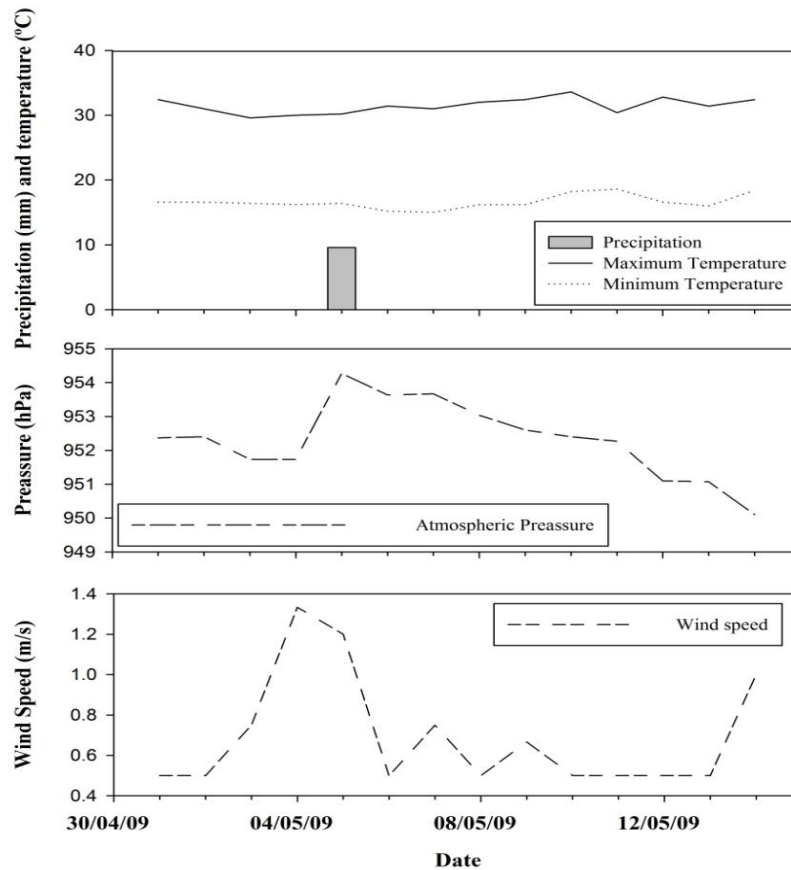 Precipitation (mm) and temperature (ºC)
40
30
20
10
0
Precipitation
Maximum Temperature
Minimum Temperature
Preassure (hPa)
955
954
953
952
951
950
949
Atmospheric Preassure
Wind Speed (m/s)
1.4
1.2
1.0
0.8
0.6
0.4
Wind speed
30/04/09 04/05/09 08/05/09 12/05/09
Date